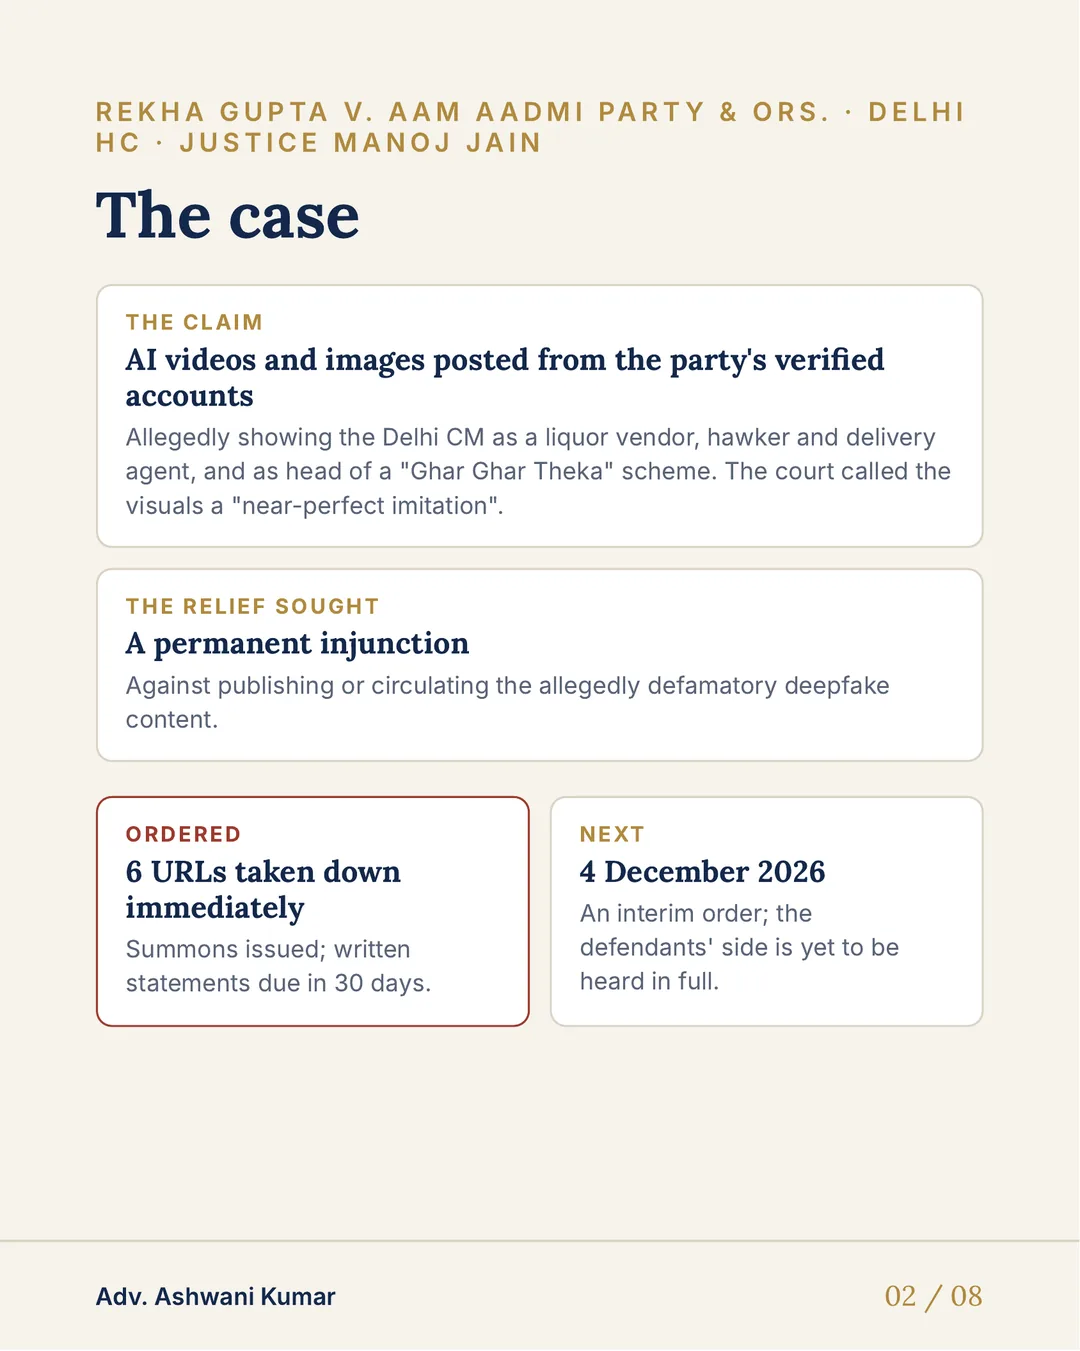 REKHA GUPTA V. AAM AADMI PARTY & ORS. · DELHI
HC · JUSTICE MANOJ JAIN
The case
THE CLAIM
AI videos and images posted from the party's verified
accounts
Allegedly showing the Delhi CM as a liquor vendor, hawker and delivery
agent, and as head of a "Ghar Ghar Theka" scheme. The court called the
visuals a "near-perfect imitation".
THE RELIEF SOUGHT
A permanent injunction
Against publishing or circulating the allegedly defamatory deepfake
content.
ORDERED
6 URLs taken down
immediately
Summons issued; written
statements due in 30 days.
NEXT
4 December 2026
An interim order; the
defendants' side is yet to be
heard in full.
Adv. Ashwani Kumar
02 / 08